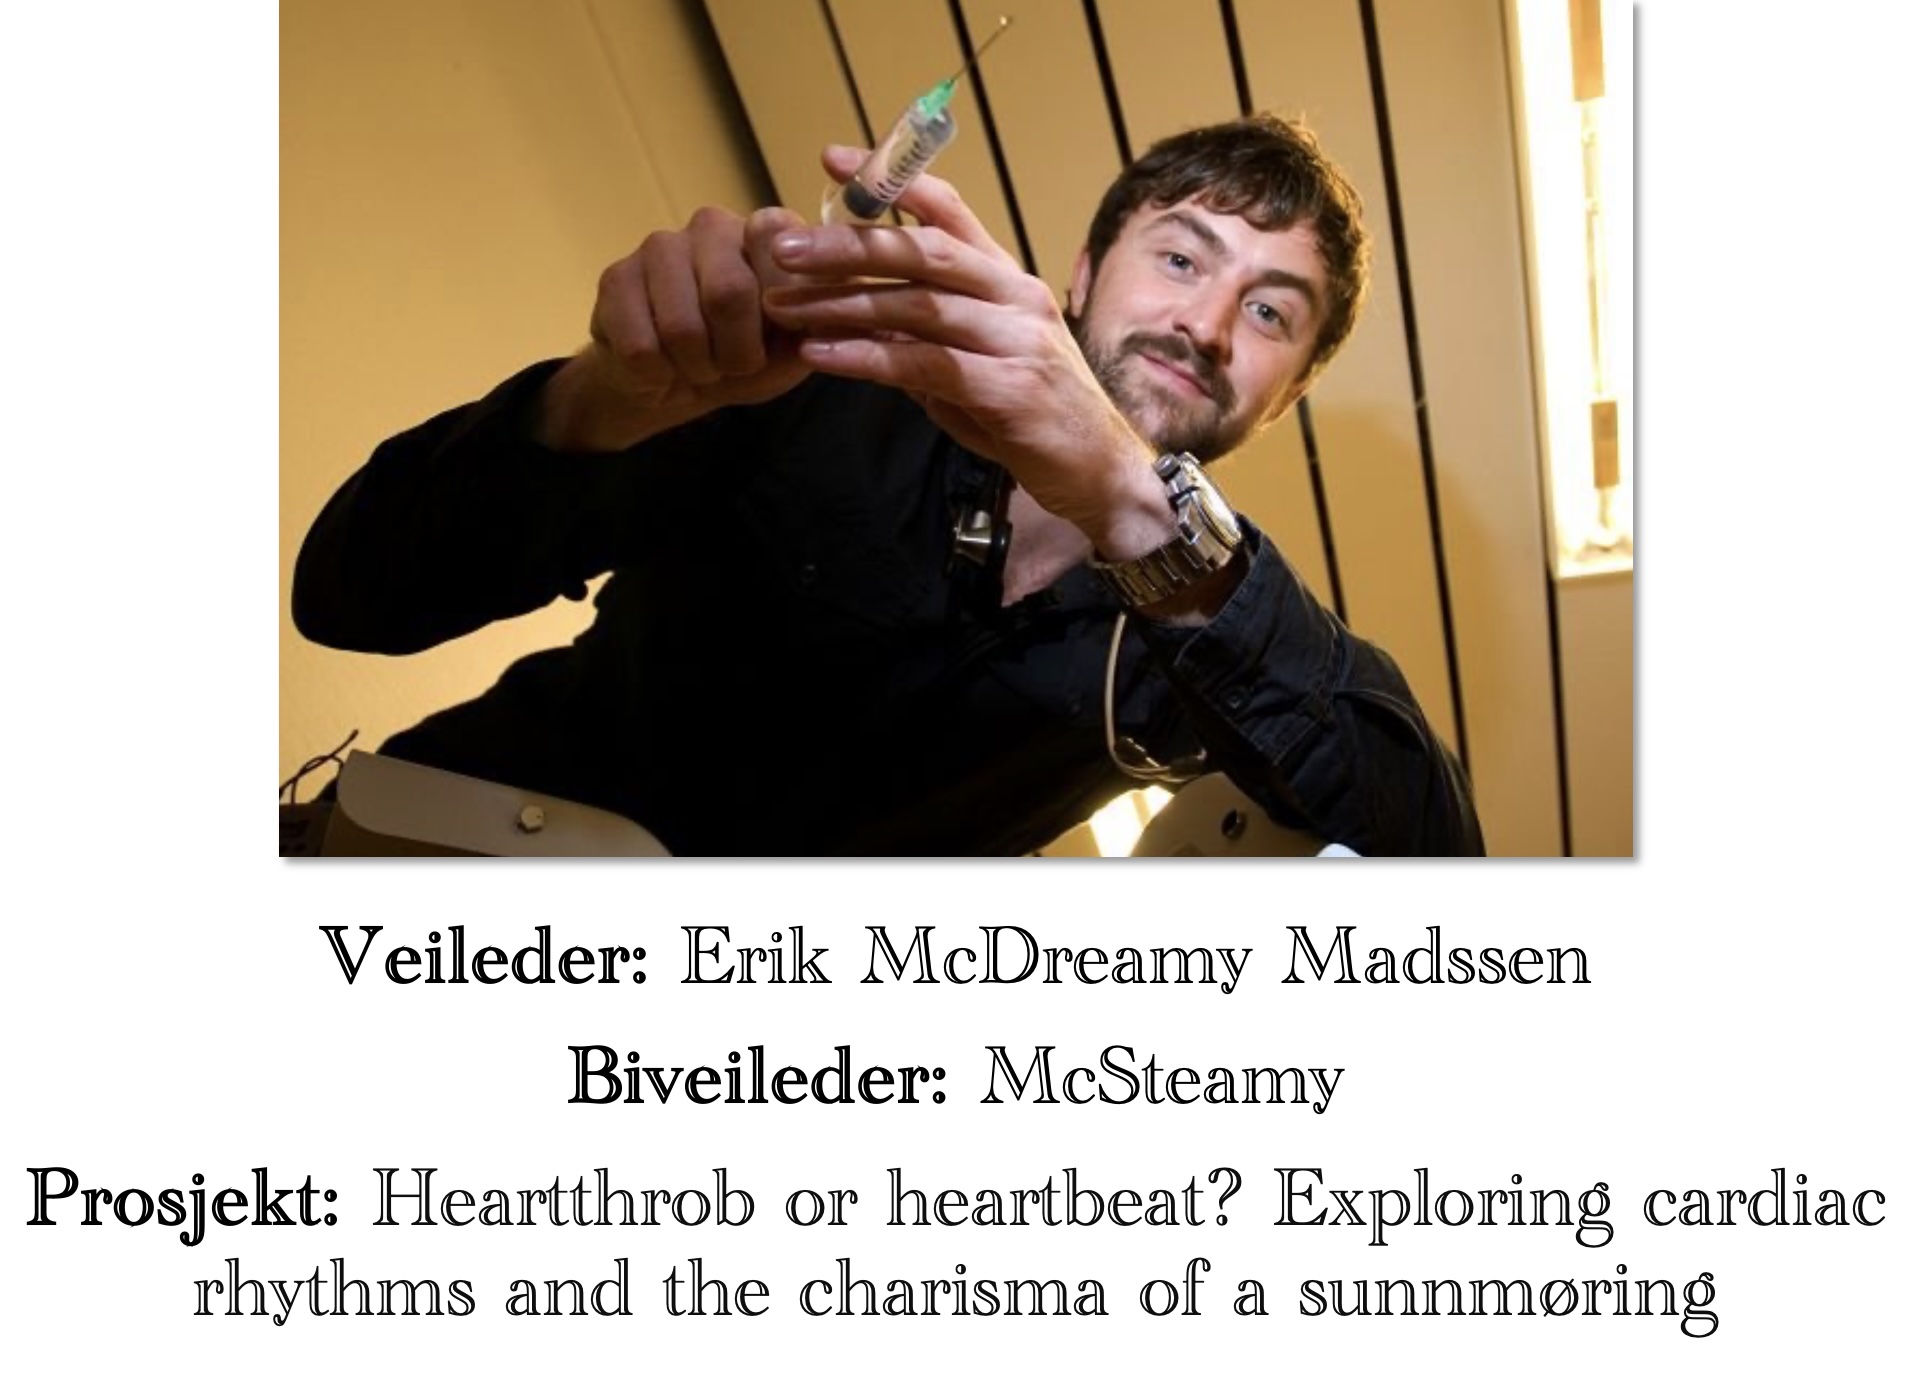 Veileder: Erik McDreamy Madssen
Biveileder: McSteamy
Prosjekt: Heartthrob or heartbeat? Exploring cardiac
rhythms and the charisma of a sunnmøring